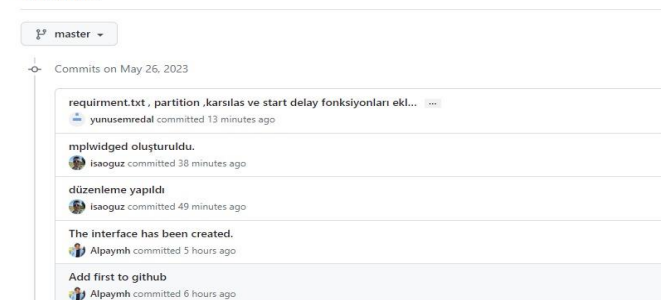 master
Commits on May 26, 2023
requirment.txt , partition ,karsılas ve start delay fonksiyonları ekl... ...
yunusemredal committed 13 minutes ago
mplwidged oluşturuldu.
isaoguz committed 38 minutes ago
düzenleme yapıldı
isaoguz committed 49 minutes ago
The interface has been created.
Alpaymh committed 5 hours ago
Add first to github
Alpaymh committed 6 hours ago